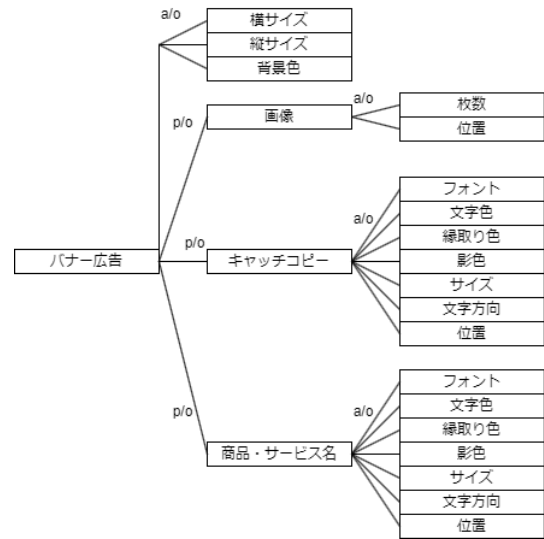 a/o
横サイズ
縦サイズ
背景色
p/o
画像
a/o
枚数
位置
バナー広告
p/o
キャッチコピー
a/o
フォント
文字色
縁取り色
影色
サイズ
文字方向
位置
p/o
商品・サービス名
a/o
フォント
文字色
縁取り色
影色
サイズ
文字方向
位置